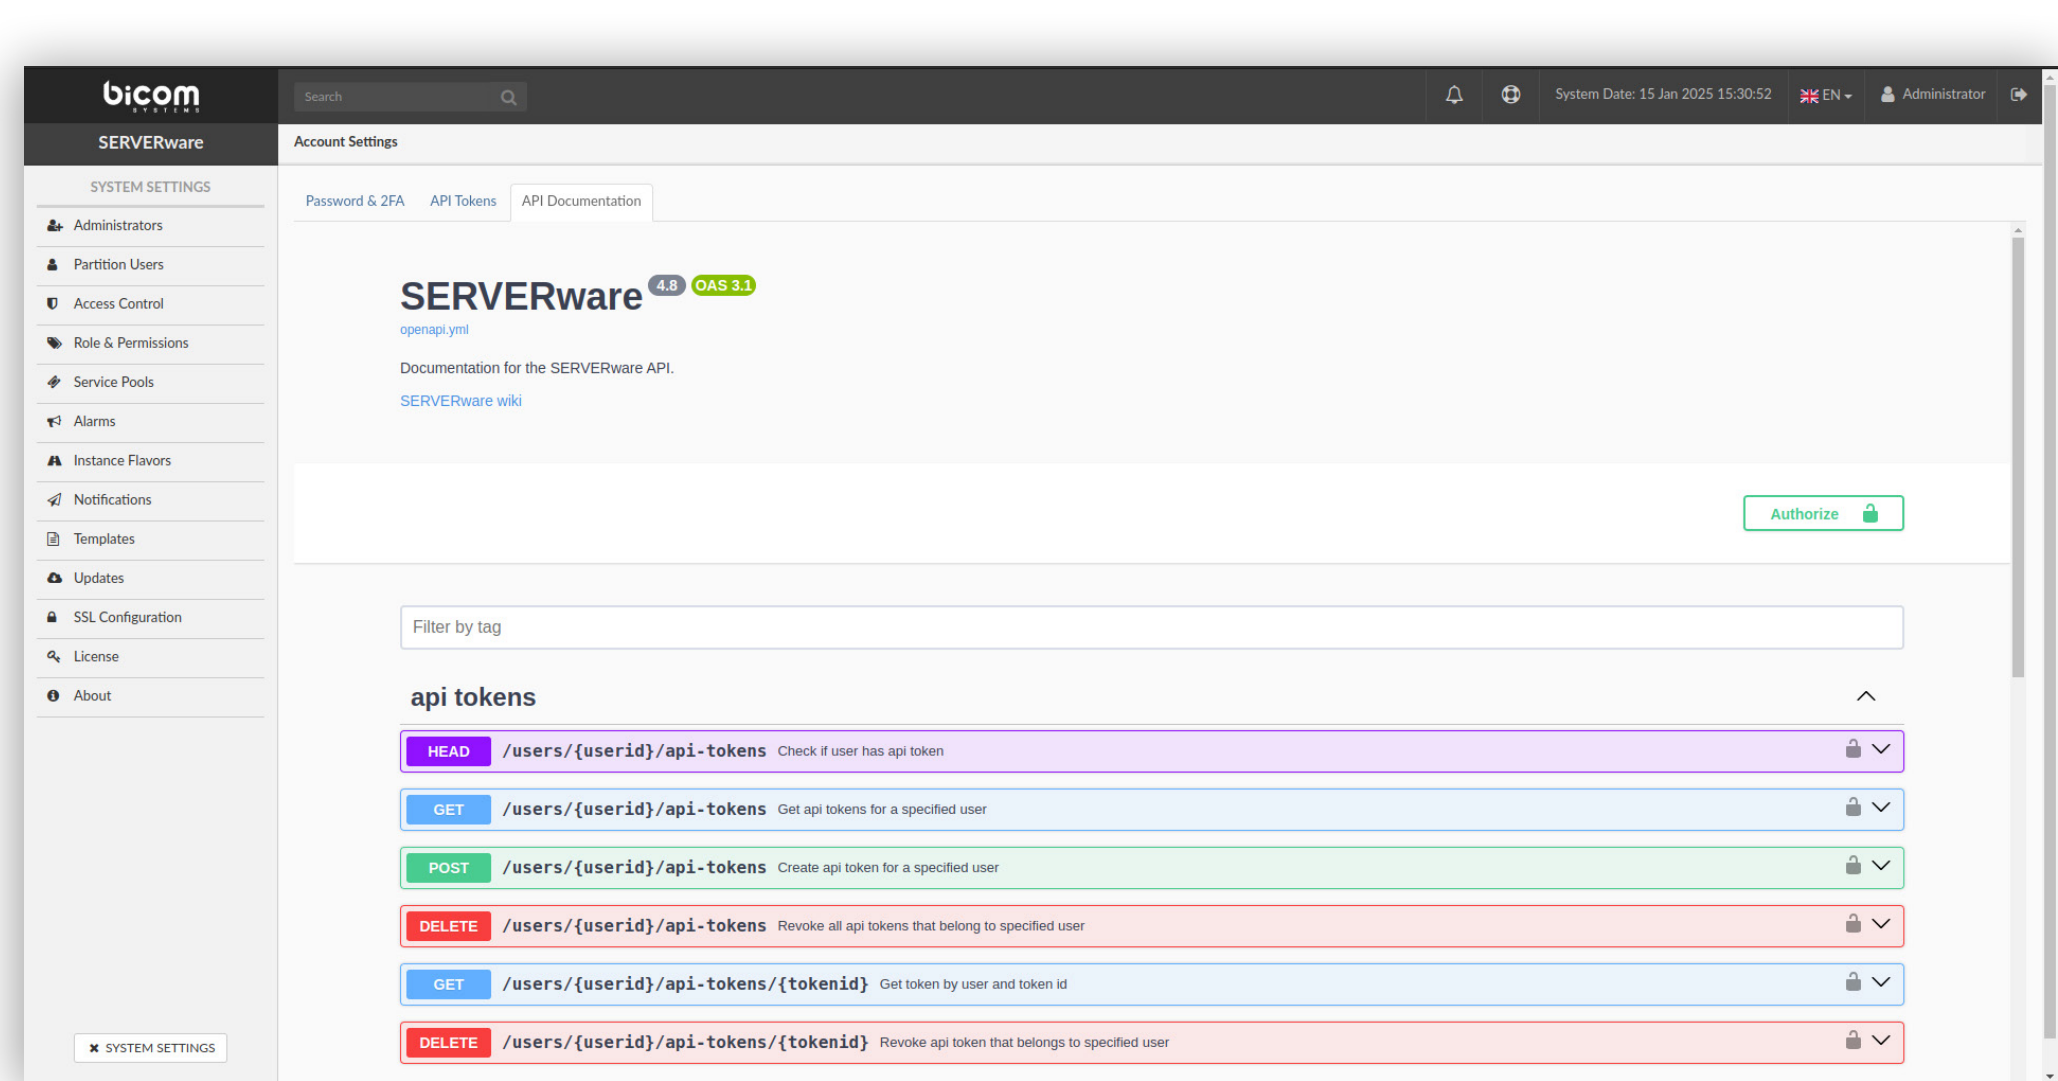 bicom
SYSTEMS
Search
System Date: 15 Jan 2025 15:30:52
EN
Administrator
SERVERware
Account Settings
SYSTEM SETTINGS
Administrators
Partition Users
Access Control
Role & Permissions
Service Pools
Alarms
Instance Flavors
Notifications
Templates
Updates
SSL Configuration
License
About
SYSTEM SETTINGS
Password & 2FA API Tokens API Documentation
SERVERware 4.8 OAS 3.1
openapi.yml
Documentation for the SERVERware API.
SERVERware wiki
Authorize
Filter by tag
api tokens
HEAD /users/{userid}/api-tokens Check if user has api token
GET /users/{userid}/api-tokens Get api tokens for a specified user
POST /users/{userid}/api-tokens Create api token for a specified user
DELETE /users/{userid}/api-tokens Revoke all api tokens that belong to specified user
GET /users/{userid}/api-tokens/{tokenid} Get token by user and token id
DELETE /users/{userid}/api-tokens/{tokenid} Revoke api token that belongs to specified user